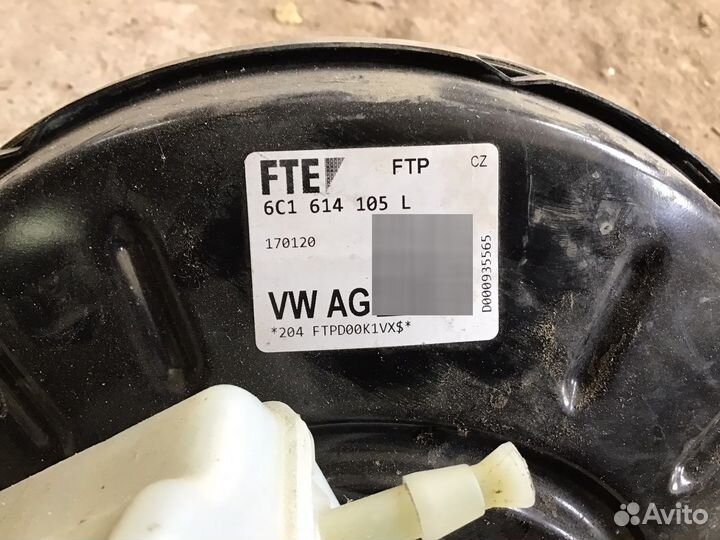 FTE FTP CZ
6C1 614 105 L
170120
D000935565
VW AG
*204 FTPD00K1VX$*
Avito